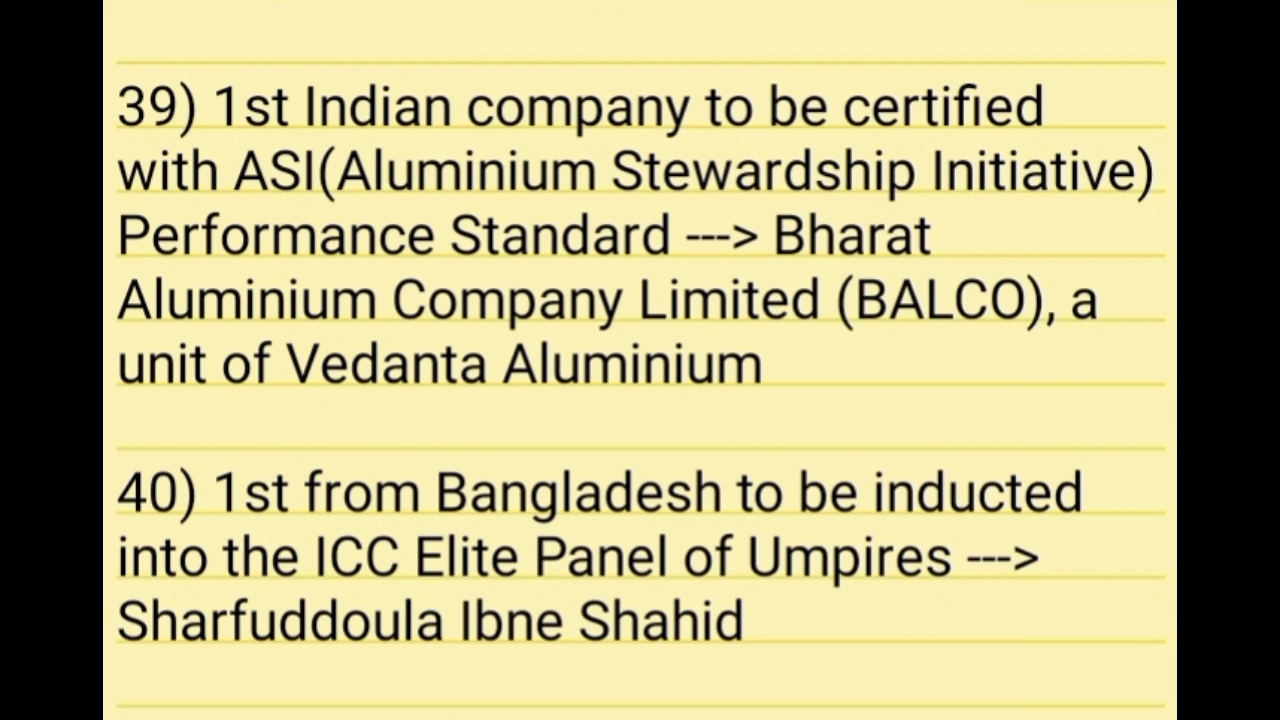 39) 1st Indian company to be certified
with ASI(Aluminium Stewardship Initiative)
Performance Standard ---> Bharat
Aluminium Company Limited (BALCO), a
unit of Vedanta Aluminium
40) 1st from Bangladesh to be inducted
into the ICC Elite Panel of Umpires --->
Sharfuddoula Ibne Shahid